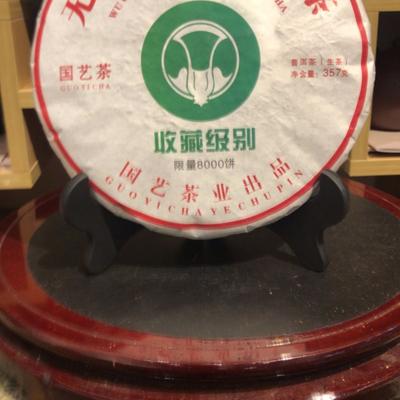 国艺茶
GUOYICHA
普洱茶(生茶)
净含量:357克
收藏级别
限量8000饼
国艺茶业出品
GUOYICHAYECHUPIN